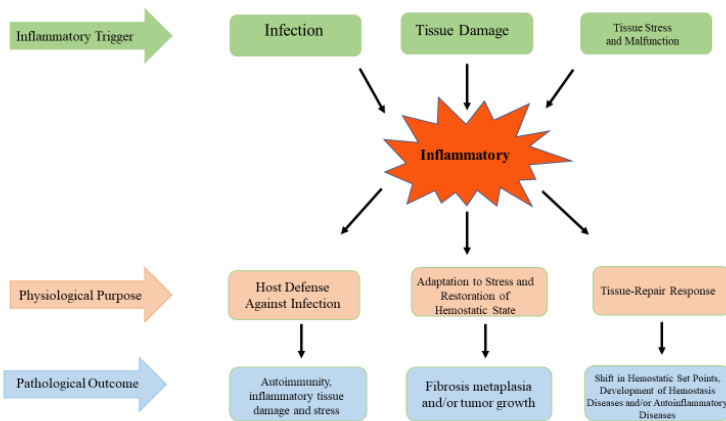 Inflammatory Trigger
Infection
Tissue Damage
Tissue Stress
and Malfunction
Inflammatory
Physiological Purpose
Host Defense
Against Infection
Adaptation to Stress and
Restoration of
Hemostatic State
Tissue-Repair Response
Pathological Outcome
Autoimmunity,
inflammatory tissue
damage and stress
Fibrosis metaplasia
and/or tumor growth
Shift in Hemostatic Set Points,
Development of Hemostasis
Diseases and/or Autoinflammatory
Diseases